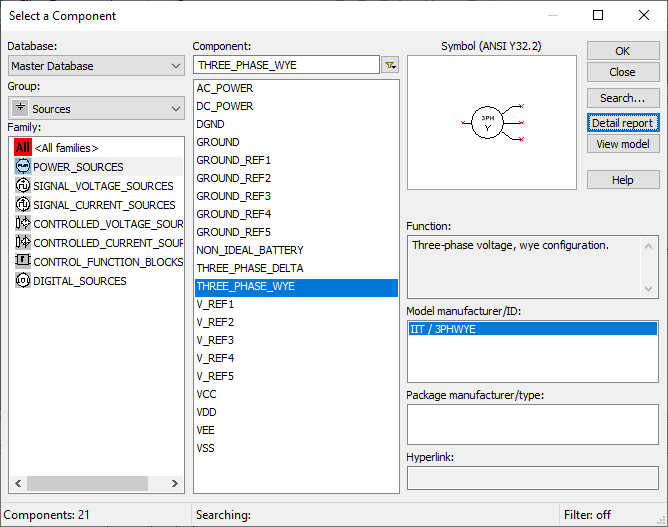 Select a Component
Database:
Master Database
Group:
Sources
Family:
All <All families>
POWER_SOURCES
SIGNAL_VOLTAGE_SOURCES
SIGNAL_CURRENT_SOURCES
CONTROLLED_VOLTAGE_SOUR
CONTROLLED_CURRENT_SOUR
CONTROL_FUNCTION_BLOCKS
DIGITAL_SOURCES
Component:
THREE_PHASE_WYE
AC_POWER
DC_POWER
DGND
GROUND
GROUND_REF1
GROUND_REF2
GROUND_REF3
GROUND_REF4
GROUND_REF5
NON_IDEAL_BATTERY
THREE_PHASE_DELTA
THREE_PHASE_WYE
V_REF1
V_REF2
V_REF3
V_REF4
V_REF5
VCC
VDD
VEE
VSS
Symbol (ANSI Y32.2)
3PH
Y
Function:
Three-phase voltage, wye configuration.
Model manufacturer/ID:
IIT / 3PHWYE
Package manufacturer/type:
Hyperlink:
OK
Close
Search...
Detail report
View model
Help
Components: 21
Searching:
Filter: off